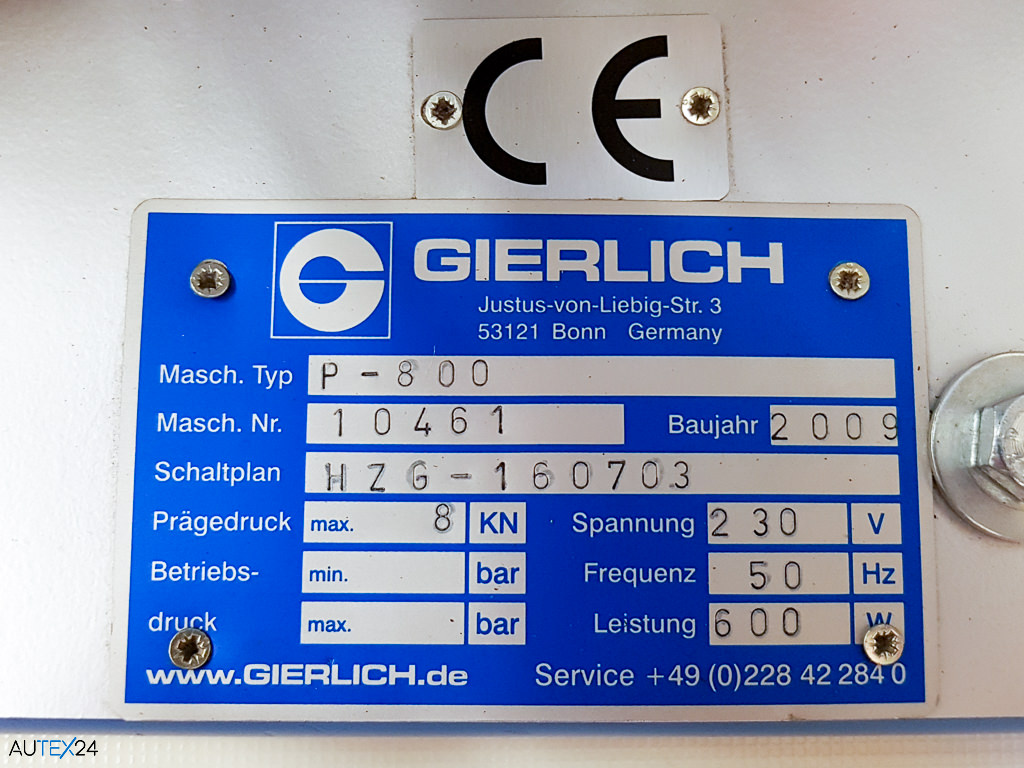 CE
GIERLICH
Justus-von-Liebig-Str. 3
53121 Bonn Germany
Masch. Typ P-800
Masch. Nr. 10461 Baujahr 2009
Schaltplan HZG-160703
Prägedruck max. 8 KN Spannung 230 V
Betriebs- min. bar Frequenz 50 Hz
druck max. bar Leistung 600 W
www.GIERLICH.de Service +49 (0)228 42 284 0
AUTEX24